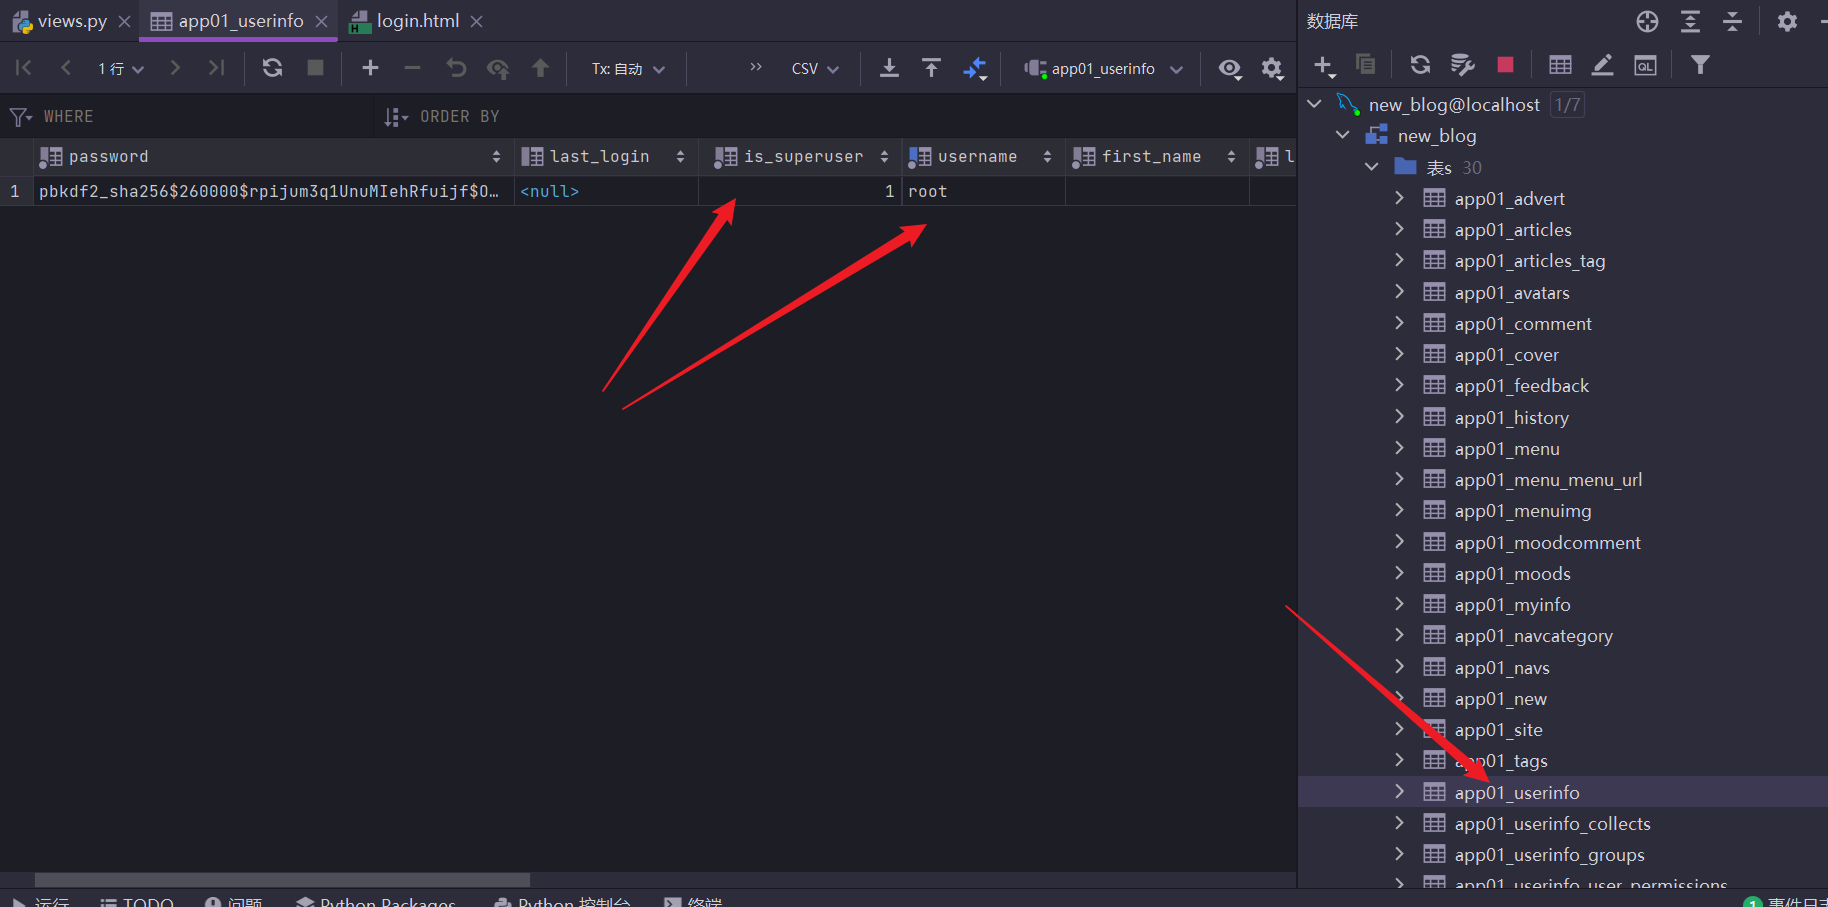 views.py
app01_userinfo
login.html
1 行
Tx: 自动
CSV
app01_userinfo
WHERE
ORDER BY
password
last_login
is_superuser
username
first_name
l
1
pbkdf2_sha256$260000$rpijum3q1UnuMIehRfuijf$O…
<null>
1
root
数据库
QL
new_blog@localhost 1/7
new_blog
表s 30
app01_advert
app01_articles
app01_articles_tag
app01_avatars
app01_comment
app01_cover
app01_feedback
app01_history
app01_menu
app01_menu_menu_url
app01_menuimg
app01_moodcomment
app01_moods
app01_myinfo
app01_navcategory
app01_navs
app01_new
app01_site
app01_tags
app01_userinfo
app01_userinfo_collects
app01_userinfo_groups
app01_userinfo_user_permissions
运行
TODO
问题
Python Packages
Python 控制台
终端
1 事件日志